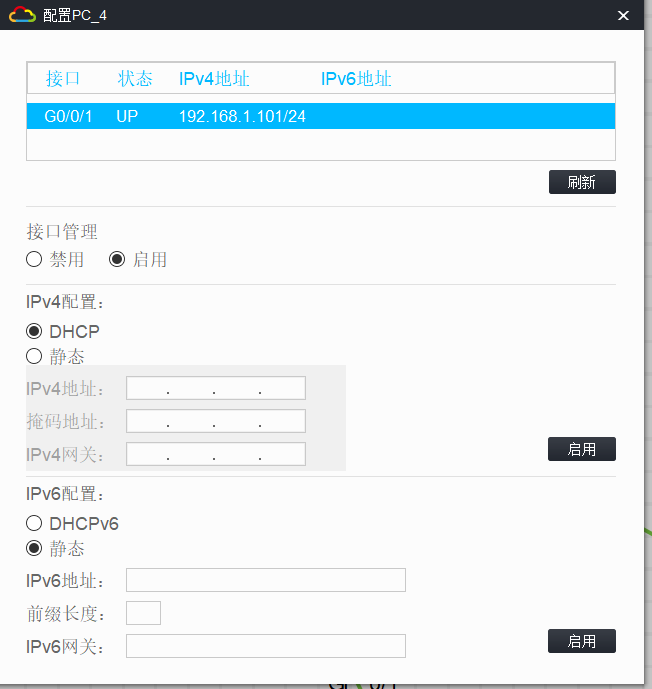 配置PC_4
接口 状态 IPv4地址 IPv6地址
G0/0/1 UP 192.168.1.101/24
刷新
接口管理
禁用 启用
IPv4配置：
DHCP
静态
IPv4地址： . . .
掩码地址： . . .
IPv4网关： . . .
启用
IPv6配置：
DHCPv6
静态
IPv6地址：
前缀长度：
IPv6网关：
启用